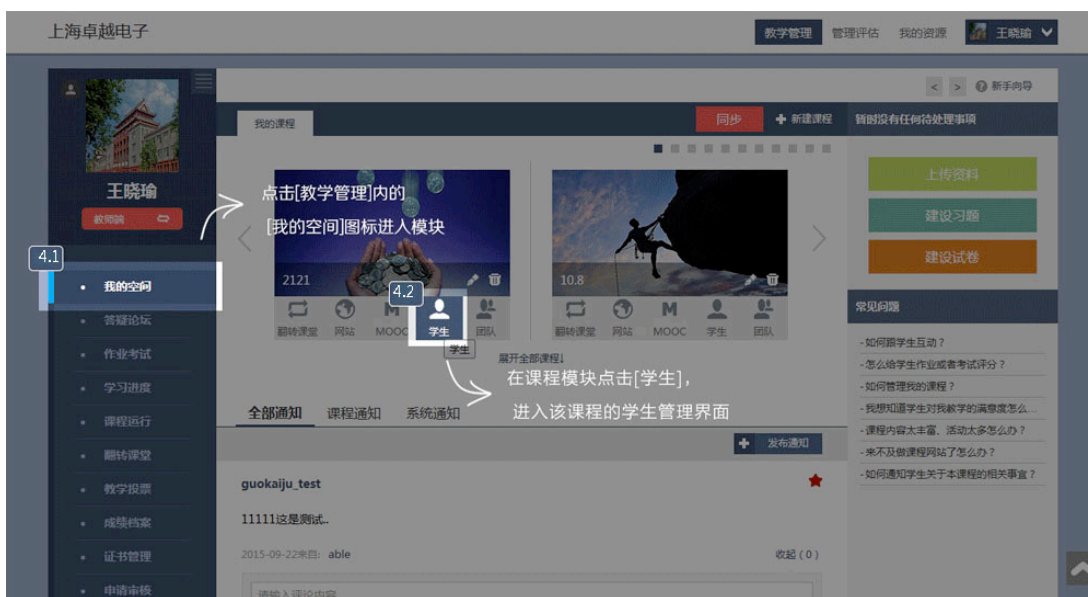 上海卓越电子
教学管理 管理评估 我的资源 王晓瑜
< > 新手向导
王晓瑜
教师端
4.1
我的空间
答疑论坛
作业考试
学习进度
课程运行
翻转课堂
教学投票
成绩档案
证书管理
申请审核
我的课程
同步 新建课程
点击[教学管理]内的
[我的空间]图标进入模块
2121
4.2
翻转课堂 网站 MOOC 学生 团队
学生
10.8
翻转课堂 网站 MOOC 学生 团队
展开全部课程↓
在课程模块点击[学生],
进入该课程的学生管理界面
全部通知 课程通知 系统通知
发布通知
guokaiju_test
11111这是测试..
2015-09-22来自: able
收起 ( 0 )
请输入评论内容
暂时没有任何待处理事项
上传资料
建设习题
建设试卷
常见问题
-如何跟学生互动？
-怎么给学生作业或者考试评分？
-如何管理我的课程？
-我想知道学生对我教学的满意度怎么...
-课程内容太丰富、活动太多怎么办？
-来不及做课程网站了怎么办？
-如何通知学生关于本课程的相关事宜？